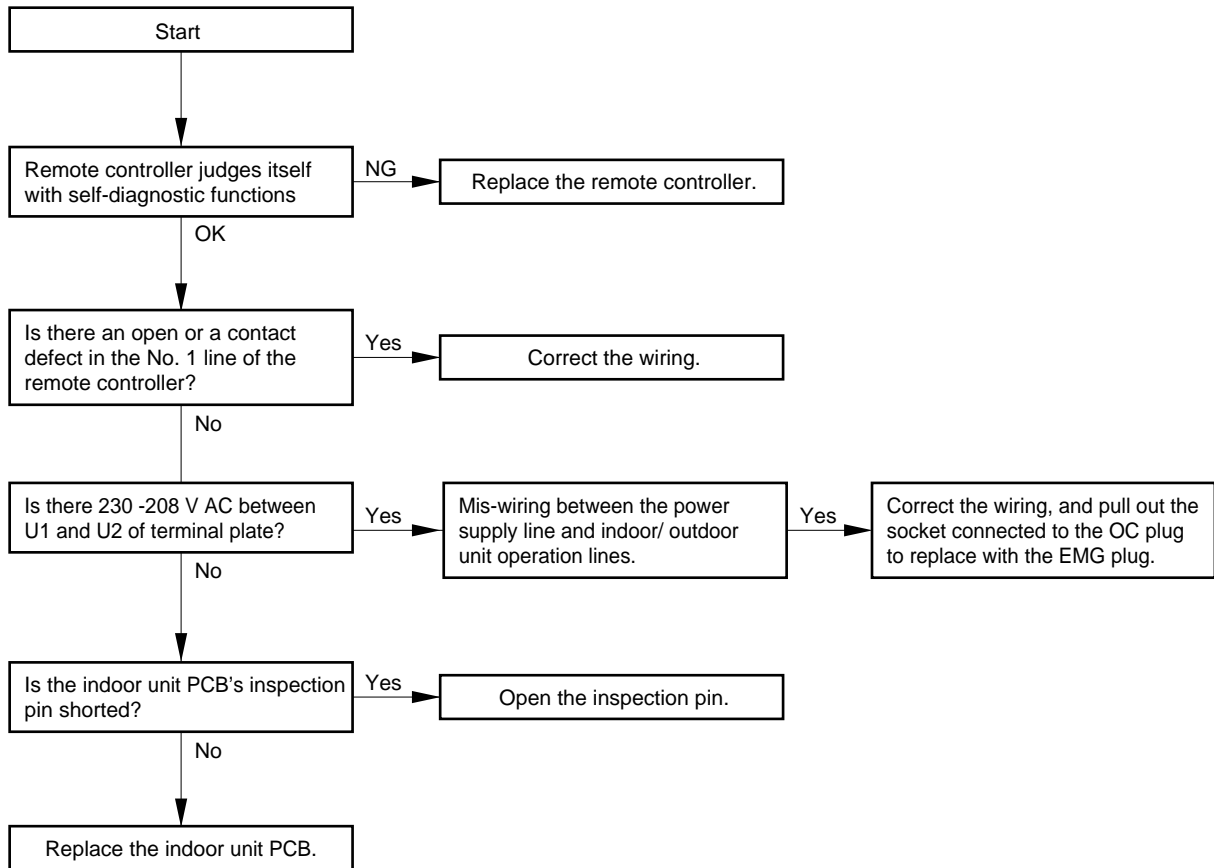 Start
Remote controller judges itself
with self-diagnostic functions
NG
Replace the remote controller.
OK
Is there an open or a contact
defect in the No. 1 line of the
remote controller?
Yes
Correct the wiring.
No
Is there 230 -208 V AC between
U1 and U2 of terminal plate?
Yes
Mis-wiring between the power
supply line and indoor/ outdoor
unit operation lines.
Yes
Correct the wiring, and pull out the
socket connected to the OC plug
to replace with the EMG plug.
No
Is the indoor unit PCB's inspection
pin shorted?
Yes
Open the inspection pin.
No
Replace the indoor unit PCB.